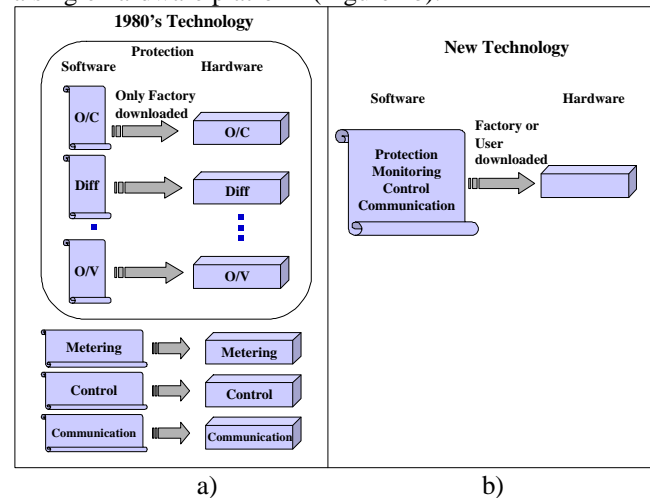 1980's Technology
Protection
Software
Hardware
Only Factory
downloaded
O/C
O/C
Diff
Diff
O/V
O/V
Metering
Metering
Control
Control
Communication
Communication
a)
New Technology
Software
Hardware
Factory or
User
downloaded
Protection
Monitoring
Control
Communication
b)